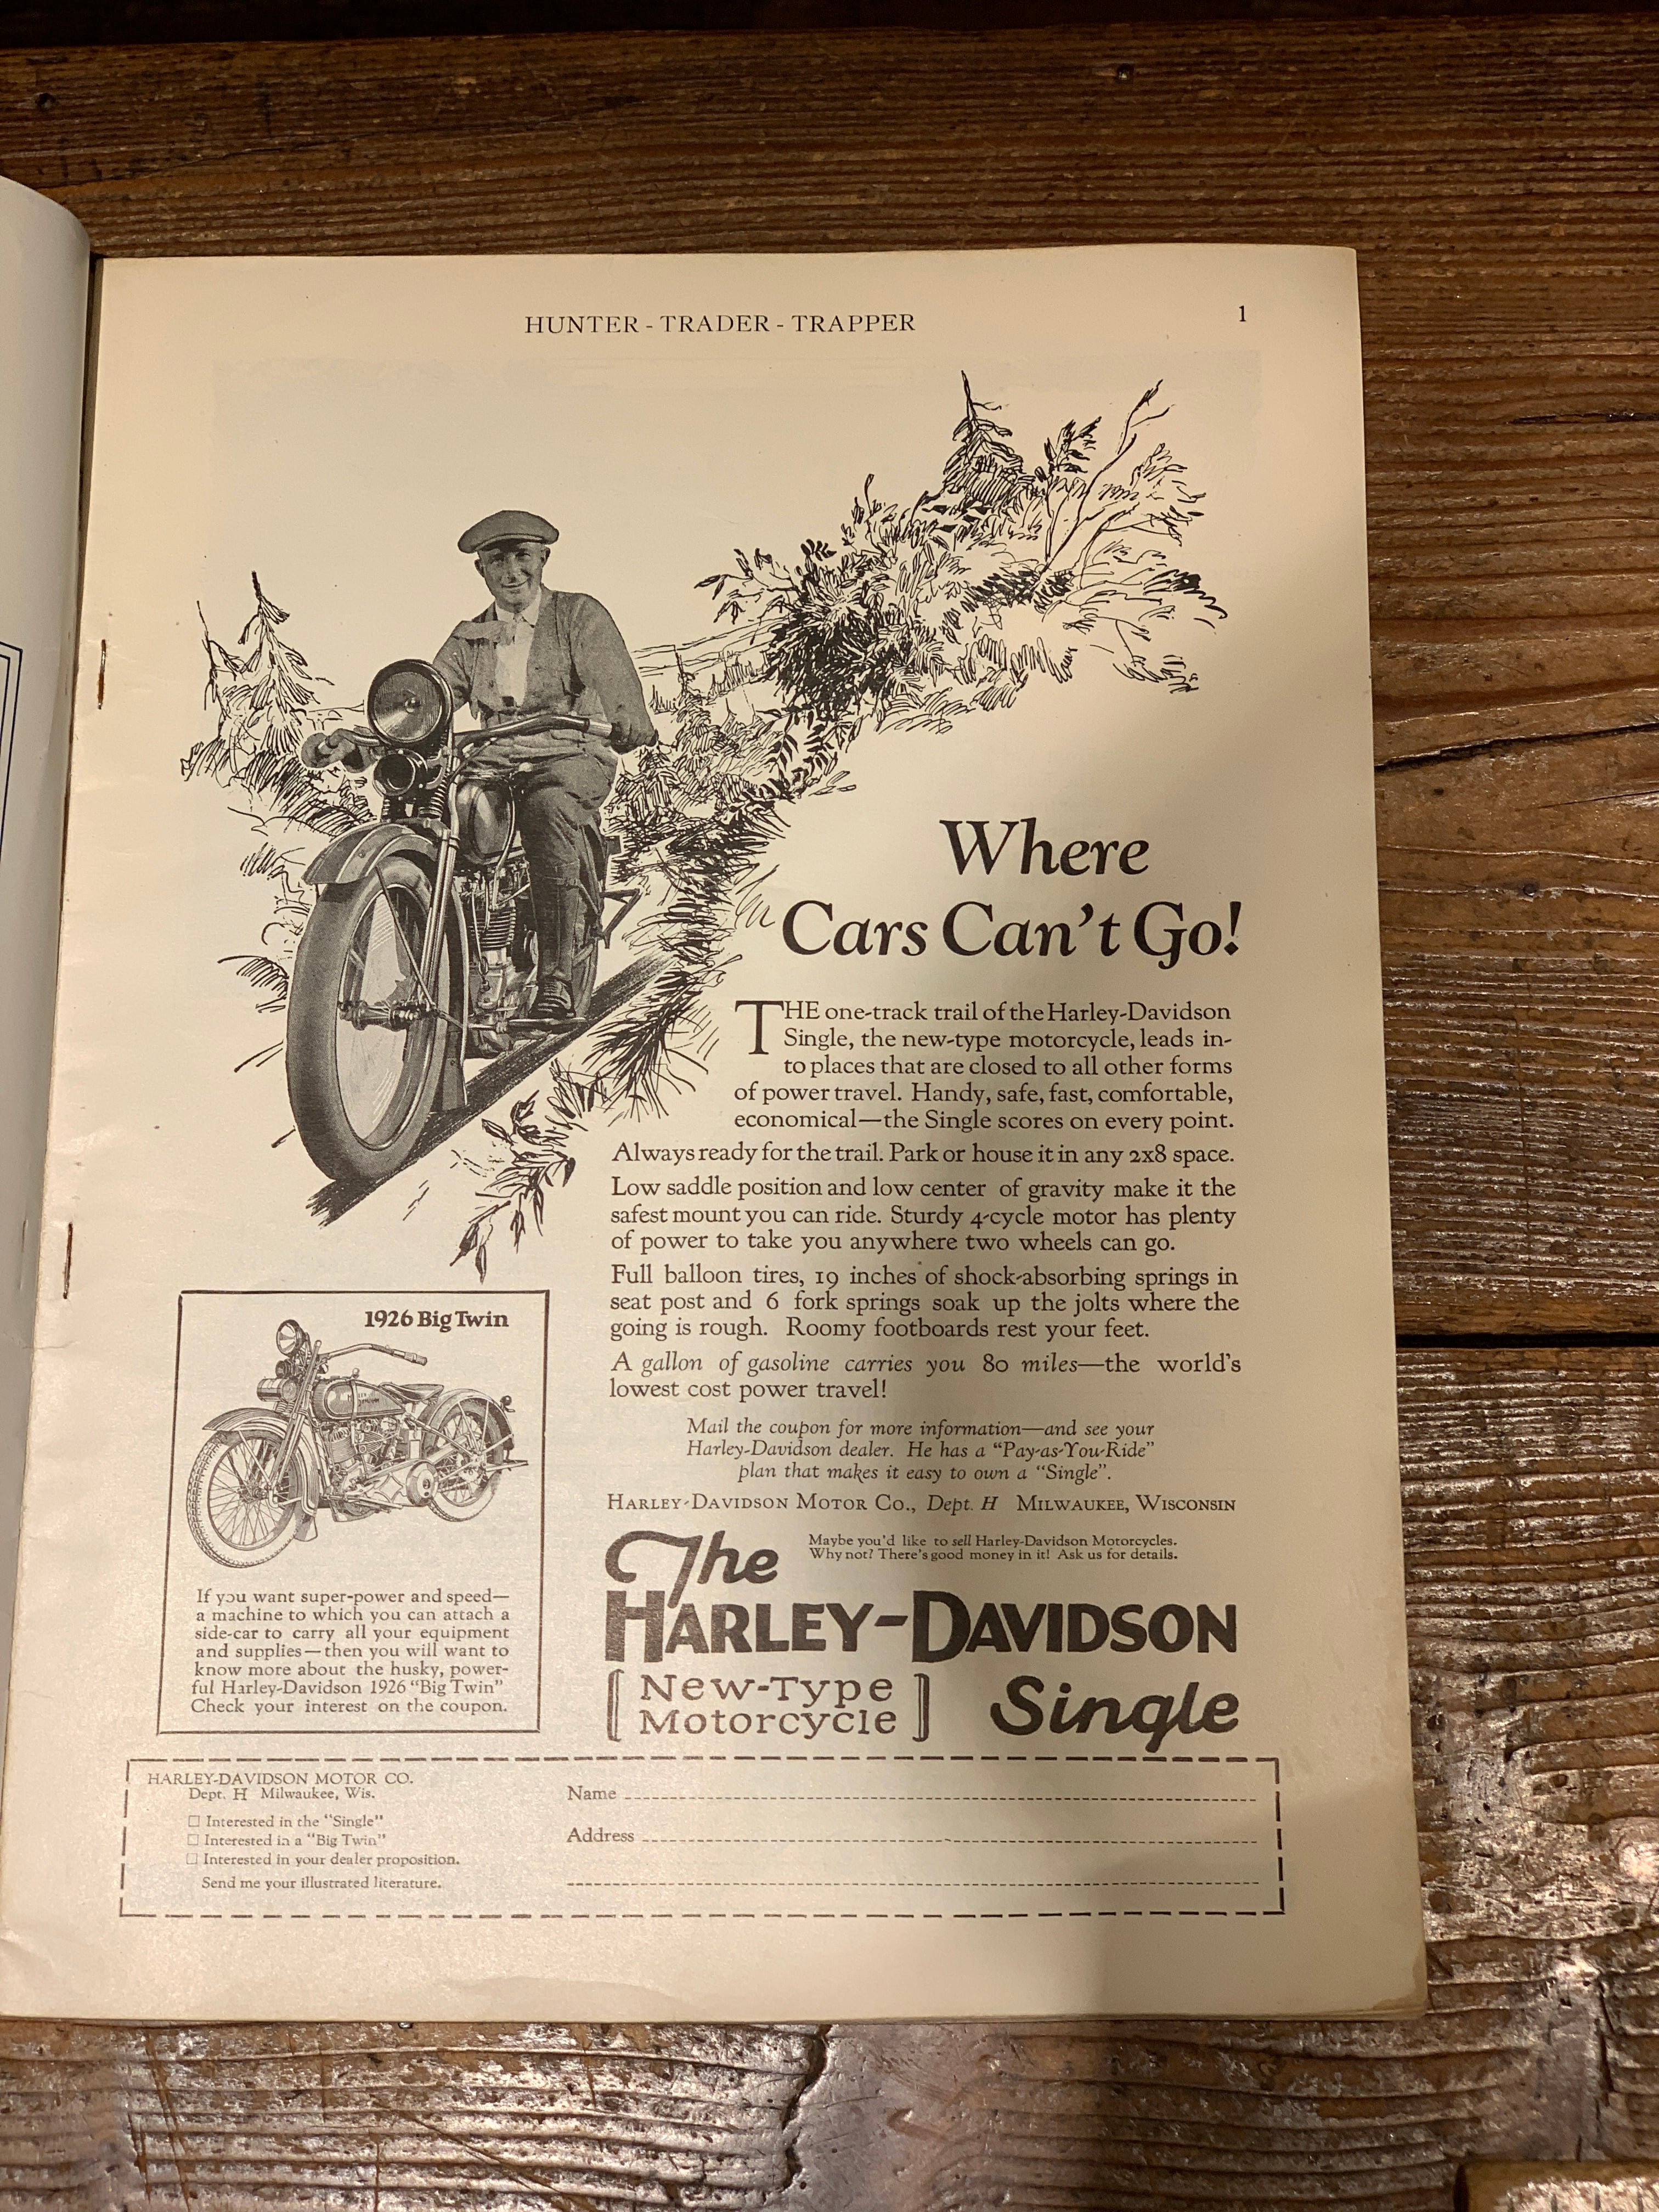 HUNTER - TRADER - TRAPPER
1
Where
Cars Can't Go!
THE one-track trail of the Harley-Davidson
Single, the new-type motorcycle, leads in-
to places that are closed to all other forms
of power travel. Handy, safe, fast, comfortable,
economical—the Single scores on every point.
Always ready for the trail. Park or house it in any 2x8 space.
Low saddle position and low center of gravity make it the
safest mount you can ride. Sturdy 4-cycle motor has plenty
of power to take you anywhere two wheels can go.
Full balloon tires, 19 inches of shock-absorbing springs in
seat post and 6 fork springs soak up the jolts where the
going is rough. Roomy footboards rest your feet.
A gallon of gasoline carries you 80 miles—the world's
lowest cost power travel!
Mail the coupon for more information—and see your
Harley-Davidson dealer. He has a “Pay-as-You-Ride”
plan that makes it easy to own a “Single”.
HARLEY-DAVIDSON MOTOR CO., Dept. H MILWAUKEE, WISCONSIN
Maybe you'd like to sell Harley-Davidson Motorcycles.
Why not? There's good money in it! Ask us for details.
The
HARLEY-DAVIDSON
[New-Type
Motorcycle]
Single
1926 Big Twin
If you want super-power and speed—
a machine to which you can attach a
side-car to carry all your equipment
and supplies—then you will want to
know more about the husky, power-
ful Harley-Davidson 1926 “Big Twin”
Check your interest on the coupon.
HARLEY-DAVIDSON MOTOR CO.
Dept. H Milwaukee, Wis.
☐ Interested in the “Single”
☐ Interested in a “Big Twin”
☐ Interested in your dealer proposition.
Send me your illustrated literature.
Name
Address